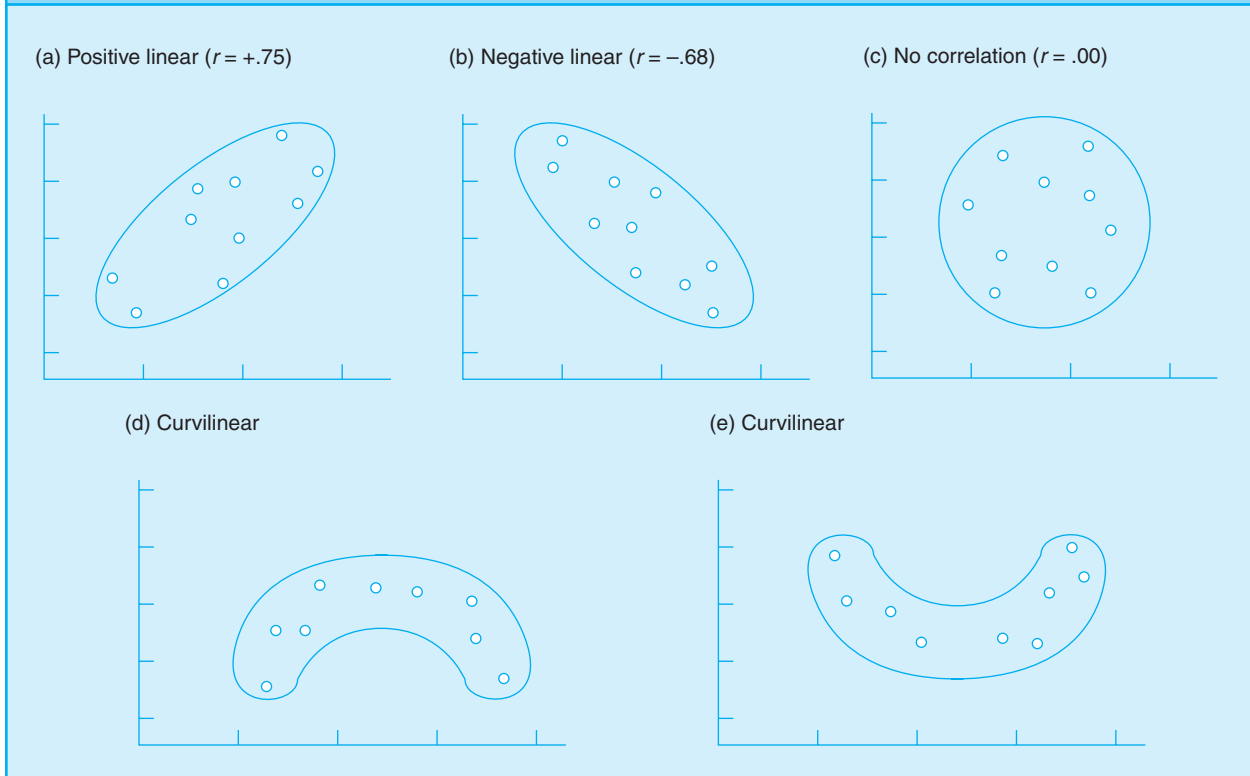 (a) Positive linear (r = +.75)
(b) Negative linear (r = –.68)
(c) No correlation (r = .00)
(d) Curvilinear
(e) Curvilinear